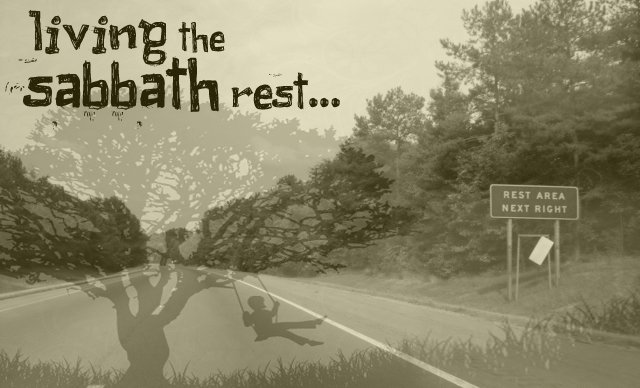 living the
sabbath rest...
REST AREA
NEXT RIGHT